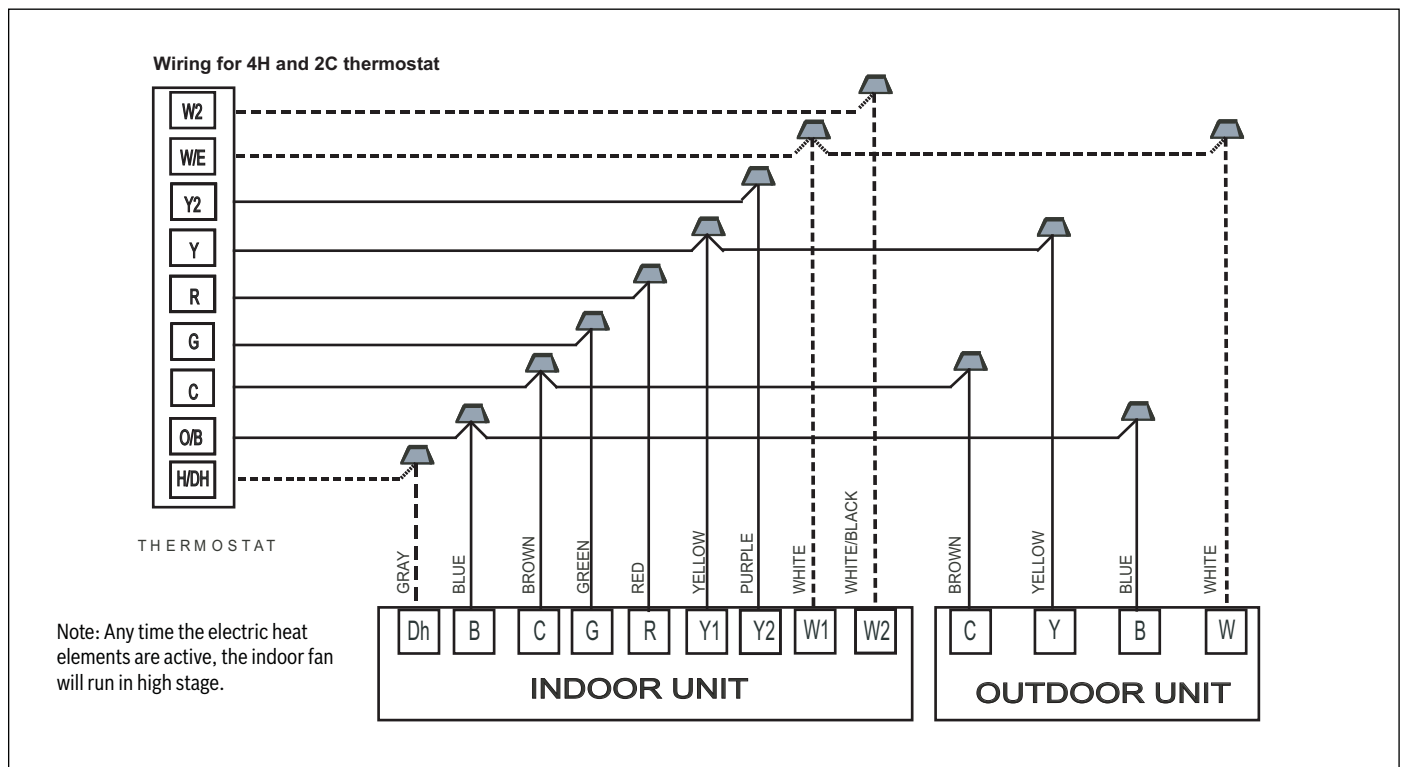 Wiring for 4H and 2C thermostat
W2
W/E
Y2
Y
R
G
C
O/B
H/DH
THERMOSTAT
GRAY
BLUE
BROWN
GREEN
RED
YELLOW
PURPLE
WHITE
WHITE/BLACK
BROWN
YELLOW
BLUE
WHITE
Dh B C G R Y1 Y2 W1 W2
C Y B W
INDOOR UNIT
OUTDOOR UNIT
Note: Any time the electric heat
elements are active, the indoor fan
will run in high stage.